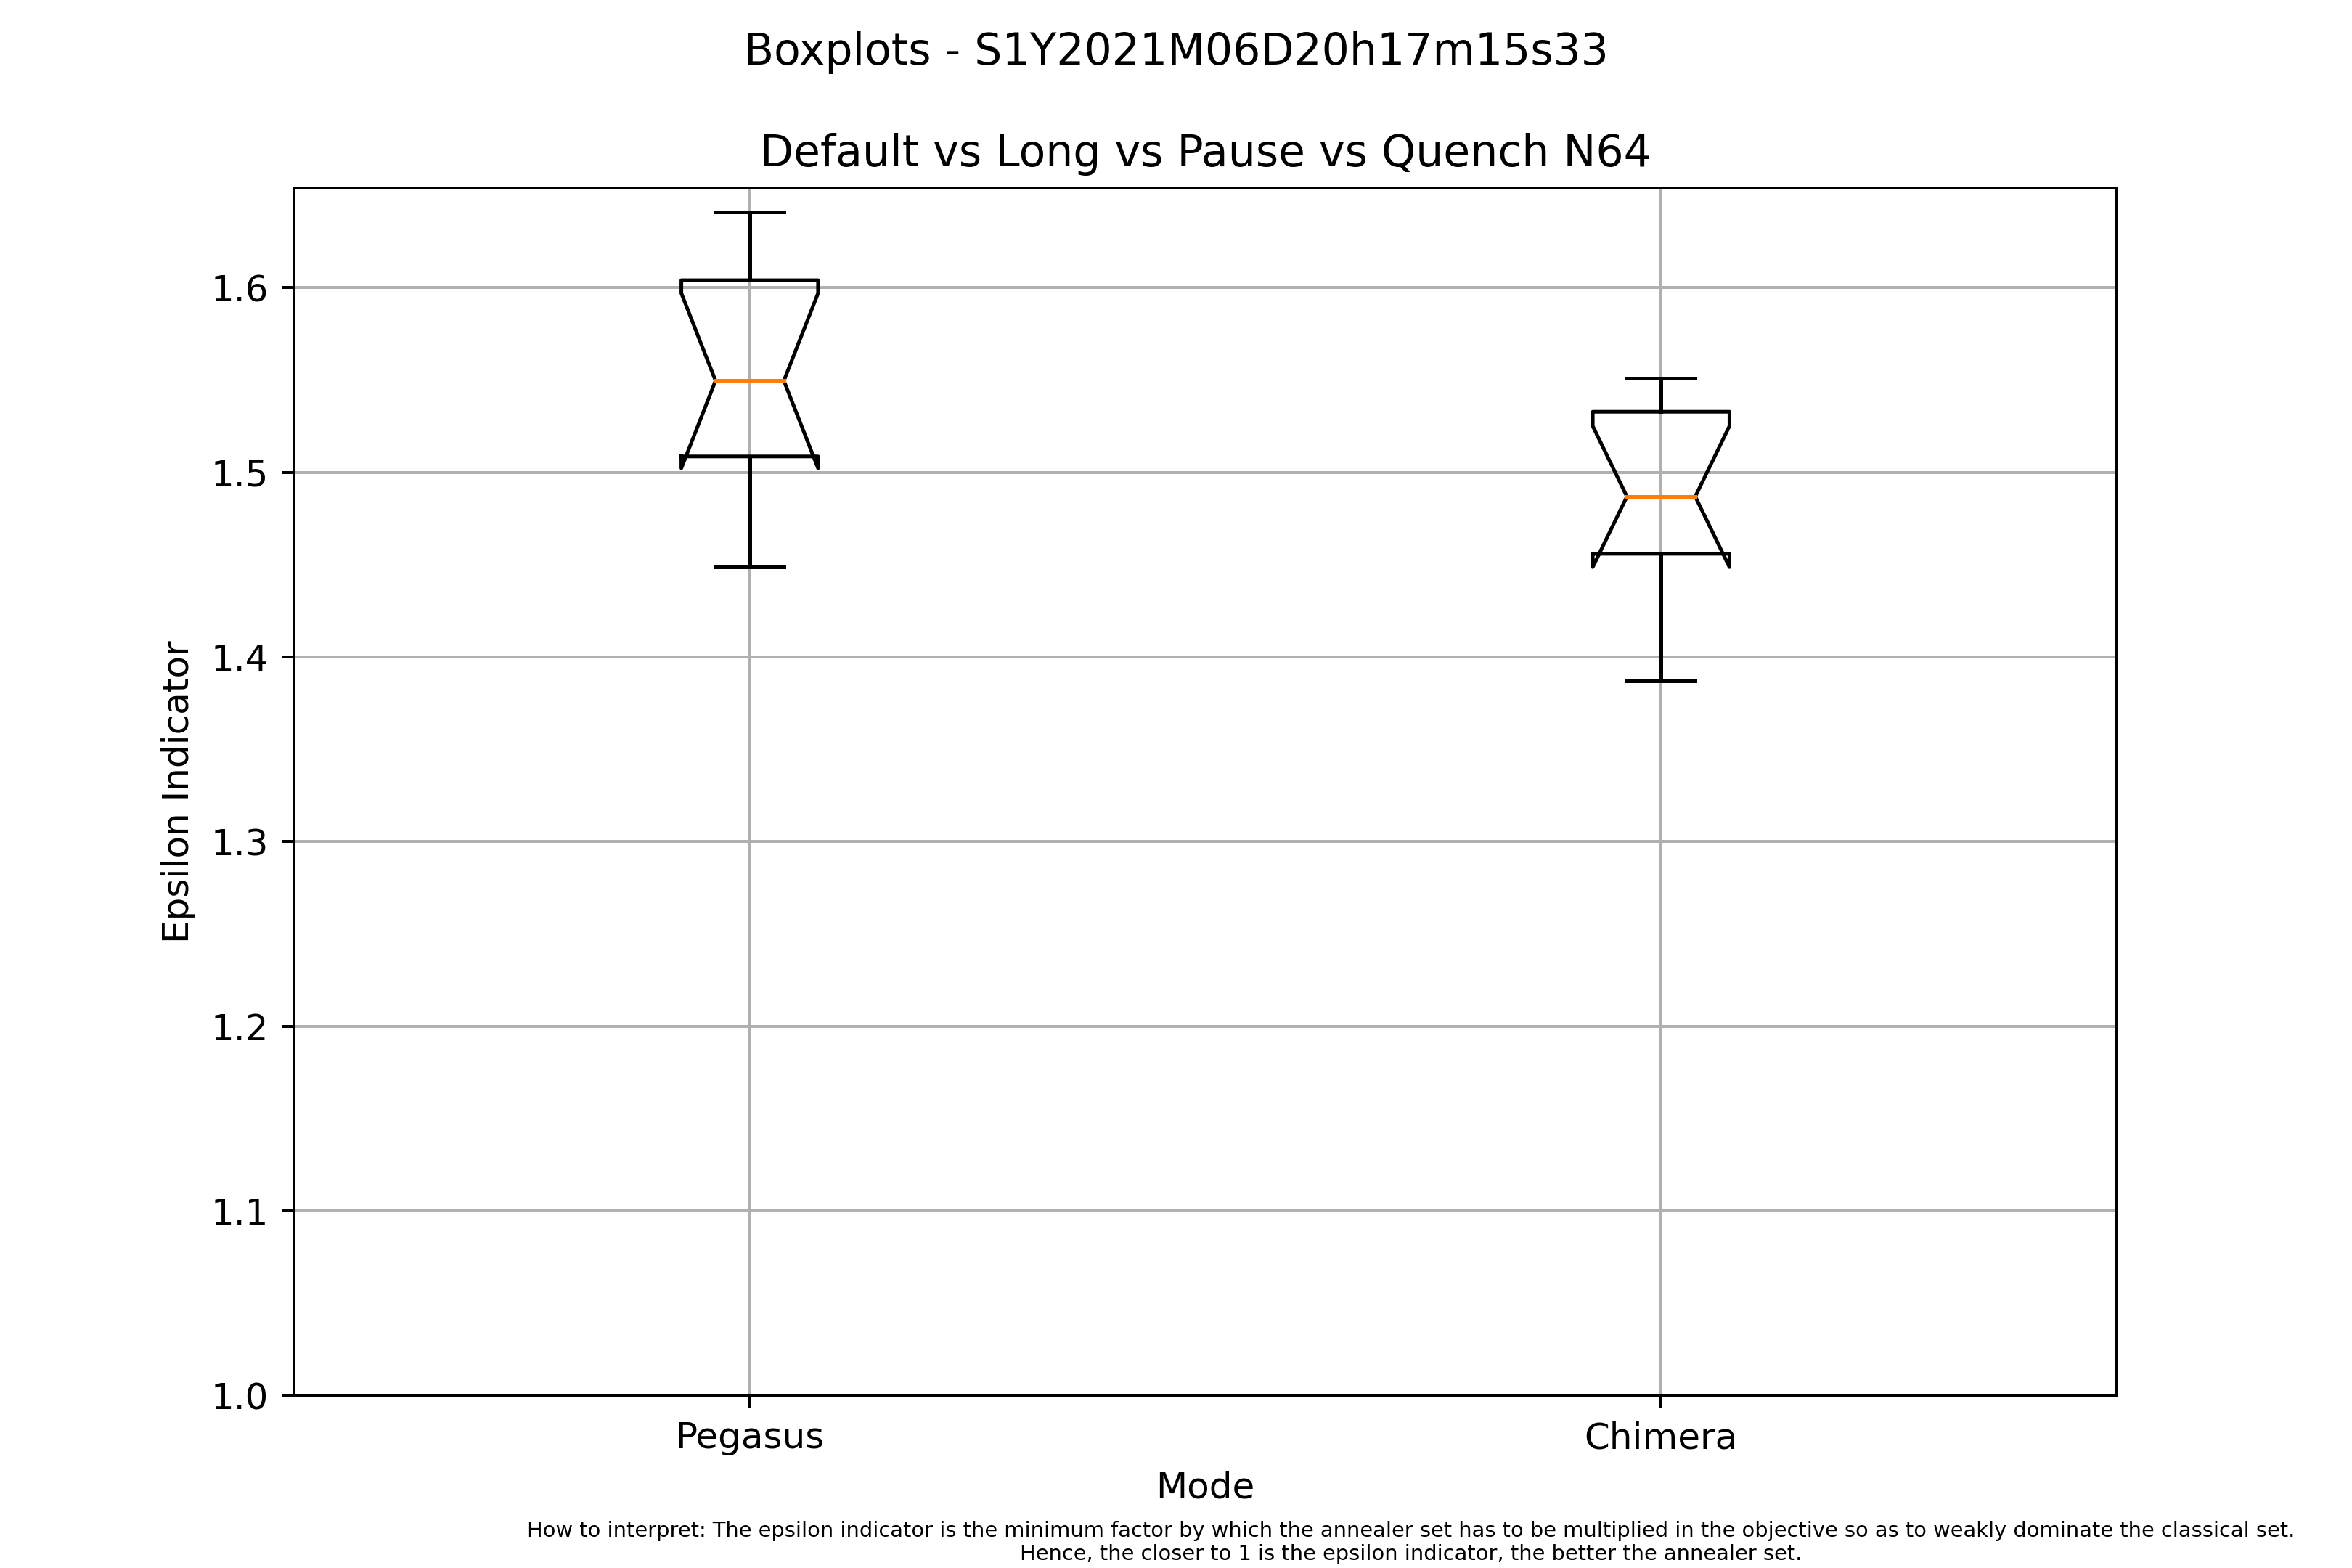 Boxplots - S1Y2021M06D20h17m15s33
Default vs Long vs Pause vs Quench N64
Epsilon Indicator
1.6
1.5
1.4
1.3
1.2
1.1
1.0
Pegasus
Chimera
Mode
How to interpret: The epsilon indicator is the minimum factor by which the annealer set has to be multiplied in the objective so as to weakly dominate the classical set.
Hence, the closer to 1 is the epsilon indicator, the better the annealer set.